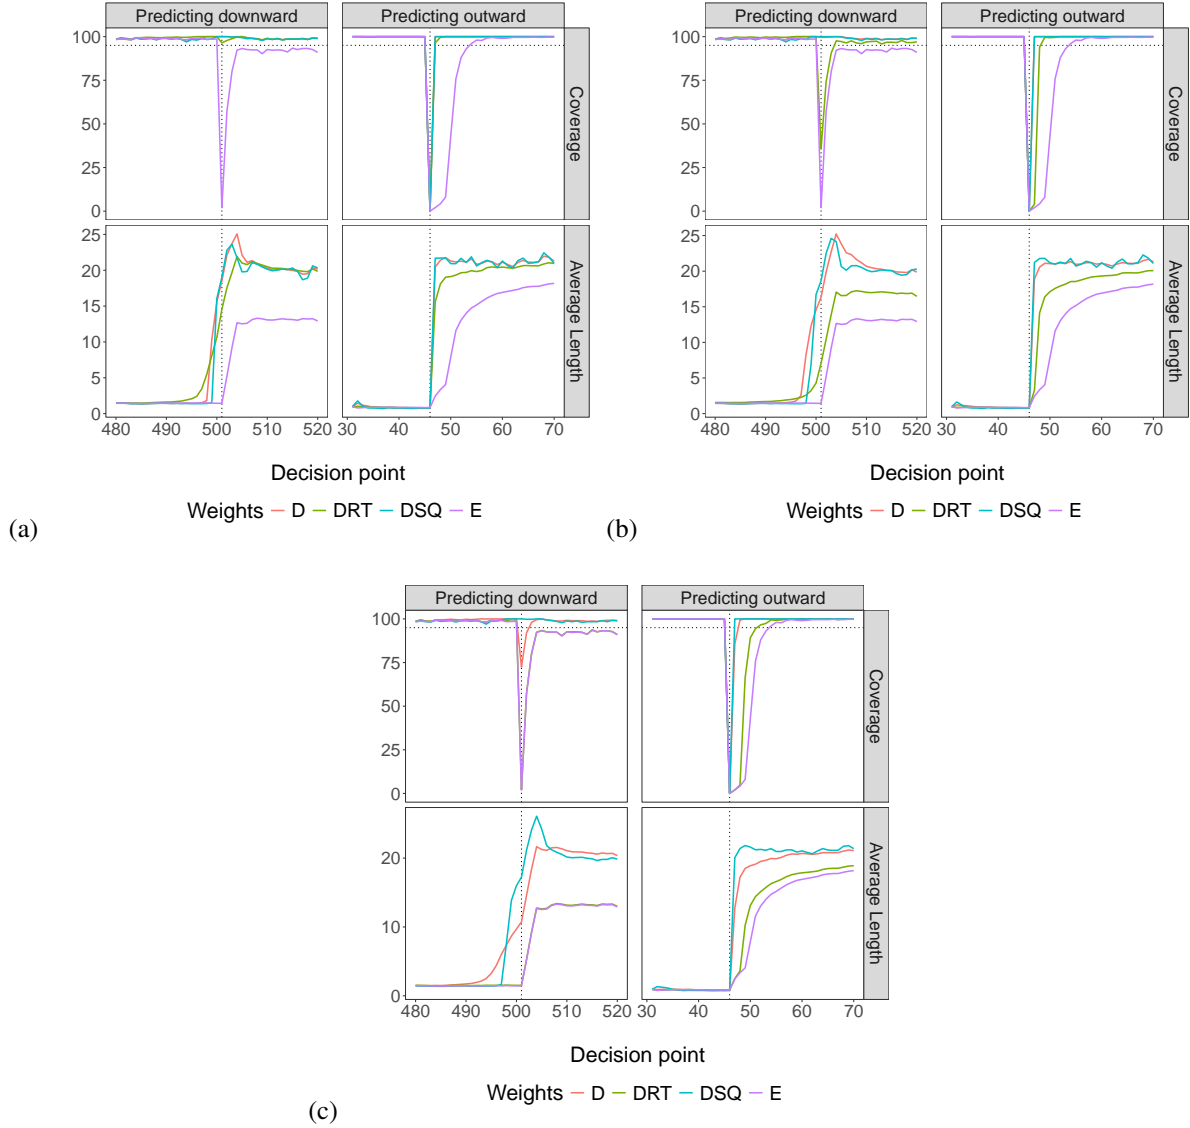 Predicting downward Predicting outward
100
75
50
25
0
Coverage
25
20
15
10
5
0
Average Length
480 490 500 510 520 30 40 50 60 70
Decision point
Weights D DRT DSQ E
(a)
Predicting downward Predicting outward
100
75
50
25
0
Coverage
25
20
15
10
5
0
Average Length
480 490 500 510 520 30 40 50 60 70
Decision point
Weights D DRT DSQ E
(b)
Predicting downward Predicting outward
100
75
50
25
0
Coverage
20
10
0
Average Length
480 490 500 510 520 30 40 50 60 70
Decision point
Weights D DRT DSQ E
(c)